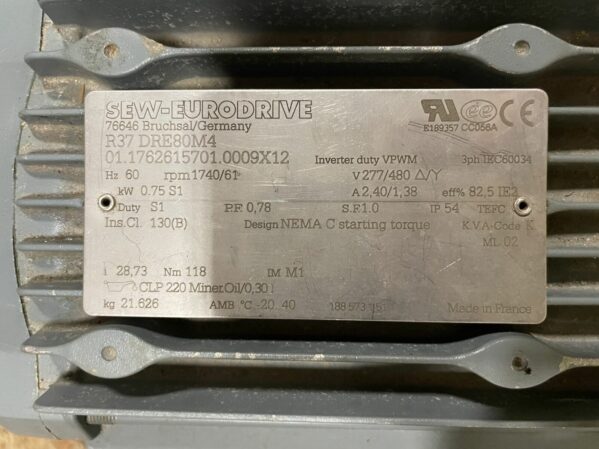 SEW-EURODRIVE
76646 Bruchsal/Germany
R37 DRE80M4
01.1762615701.0009X12 Inverter duty VPWM 3ph IEC60034
Hz 60 rpm 1740/61 V 277/480 Δ/Y
kW 0.75 S1 A 2,40/1,38 eff% 82,5 IE2
Duty S1 P.F. 0,78 S.F. 1.0 IP 54 TEFC
Ins.Cl. 130(B) Design NEMA C starting torque K.V.A-Code K
ML 02
i 28,73 Nm 118 IM M1
CLP 220 Miner.Oil/0,30 l
kg 21.626 AMB °C -20..40 188 573 Made in France
E189357 CC056A
CE